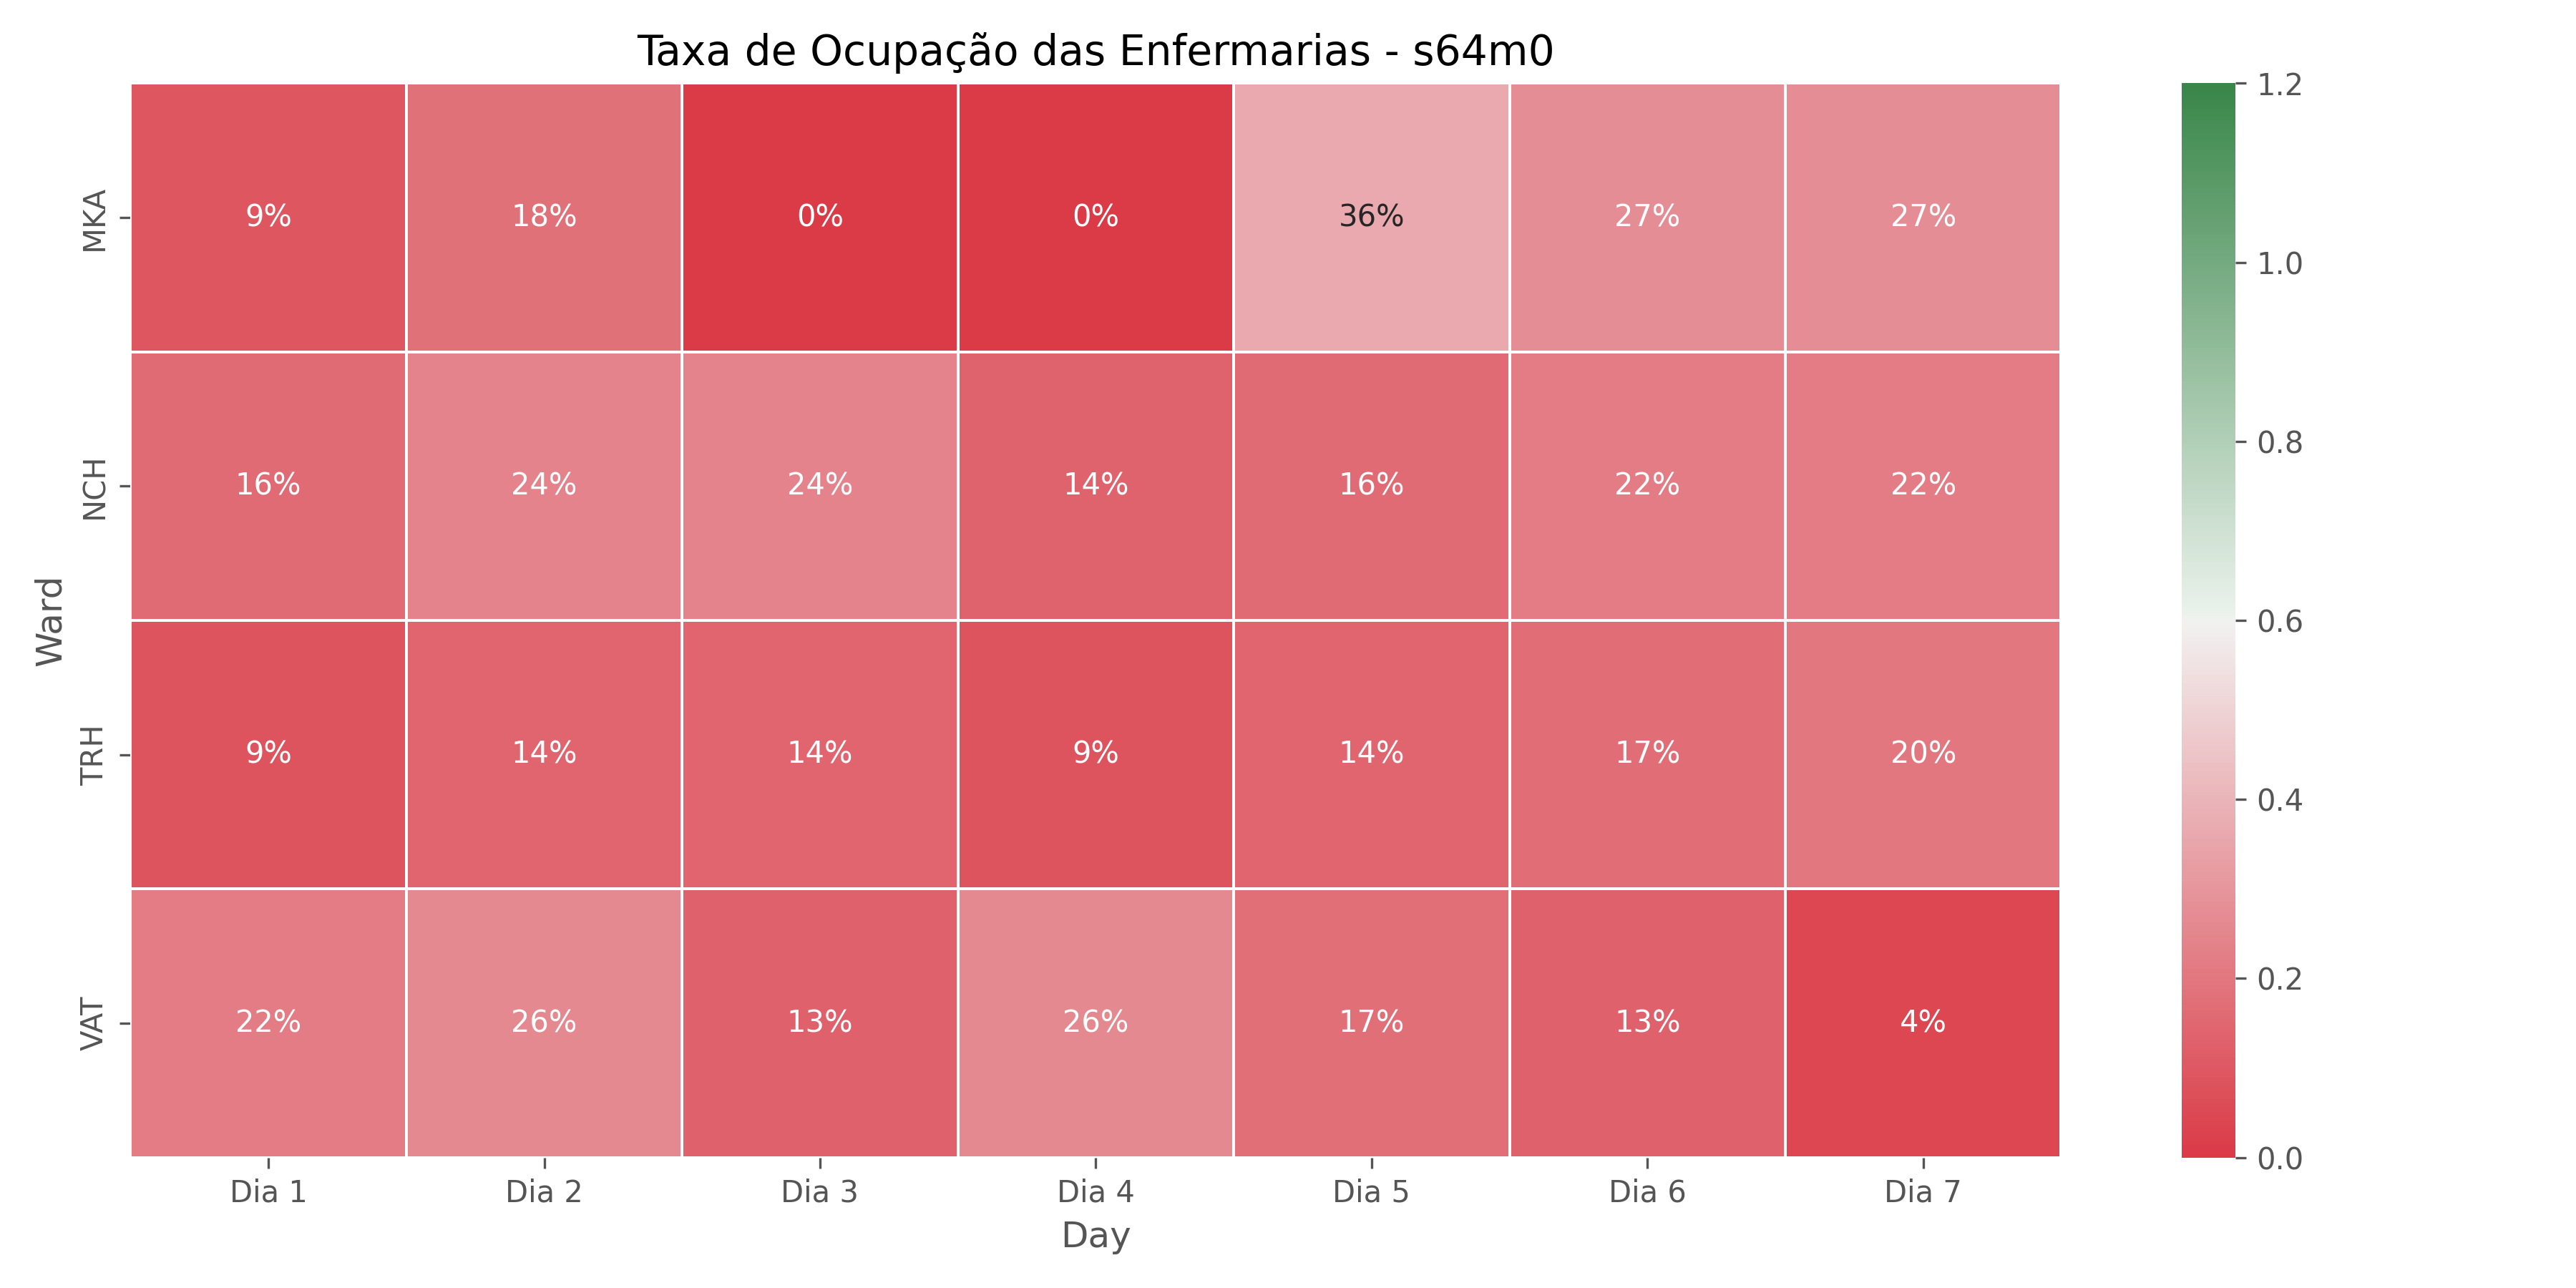 Taxa de Ocupação das Enfermarias - s64m0
MKA
9% 18% 0% 0% 36% 27% 27%
NCH
16% 24% 24% 14% 16% 22% 22%
TRH
9% 14% 14% 9% 14% 17% 20%
VAT
22% 26% 13% 26% 17% 13% 4%
Ward
Dia 1 Dia 2 Dia 3 Dia 4 Dia 5 Dia 6 Dia 7
Day
1.2
1.0
0.8
0.6
0.4
0.2
0.0